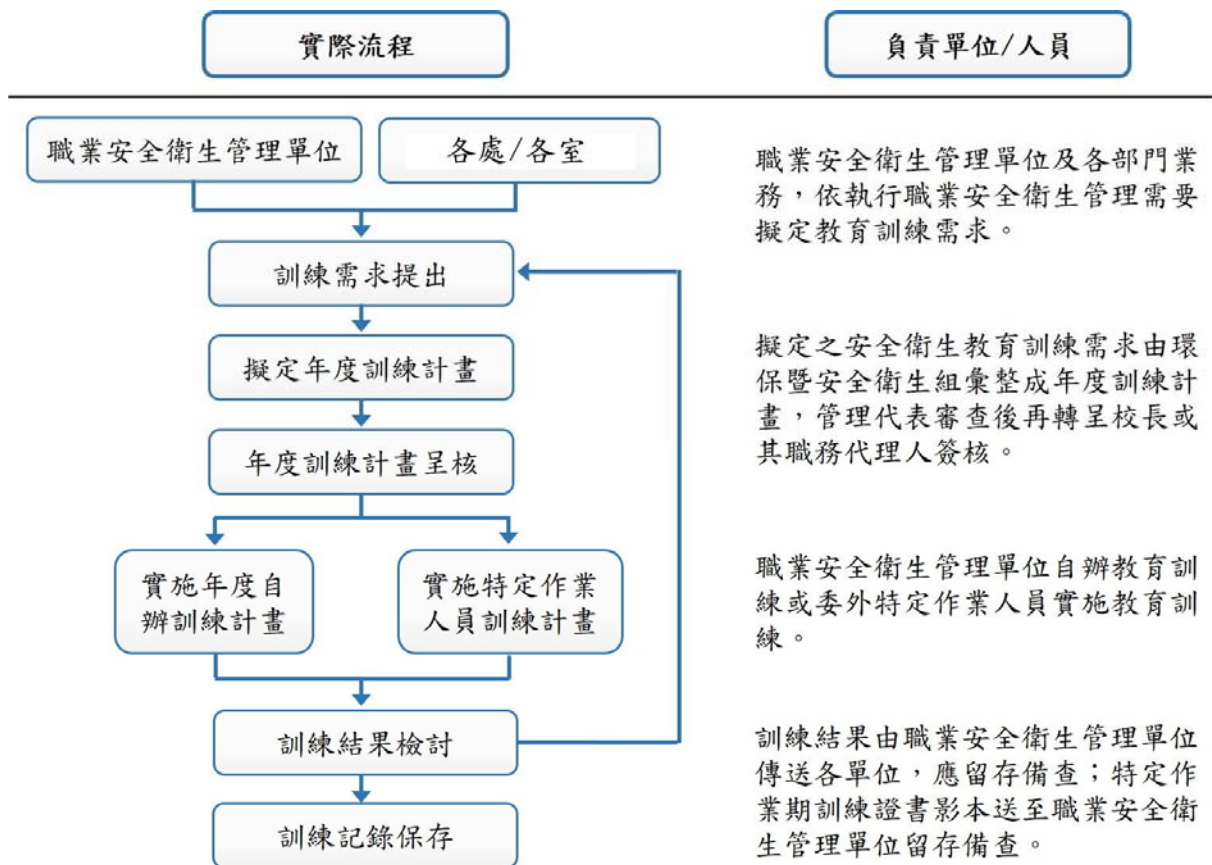 實際流程
負責單位/人員
職業安全衛生管理單位
各處/各室
職業安全衛生管理單位及各部門業
務，依執行職業安全衛生管理需要
擬定教育訓練需求。
訓練需求提出
擬定年度訓練計畫
擬定之安全衛生教育訓練需求由環
保暨安全衛生組彙整成年度訓練計
畫，管理代表審查後再轉呈校長或
其職務代理人簽核。
年度訓練計畫呈核
實施年度自
辦訓練計畫
實施特定作業
人員訓練計畫
職業安全衛生管理單位自辦教育訓
練或委外特定作業人員實施教育訓
練。
訓練結果檢討
訓練結果由職業安全衛生管理單位
傳送各單位，應留存備查；特定作
業期訓練證書影本送至職業安全衛
生管理單位留存備查。
訓練記錄保存